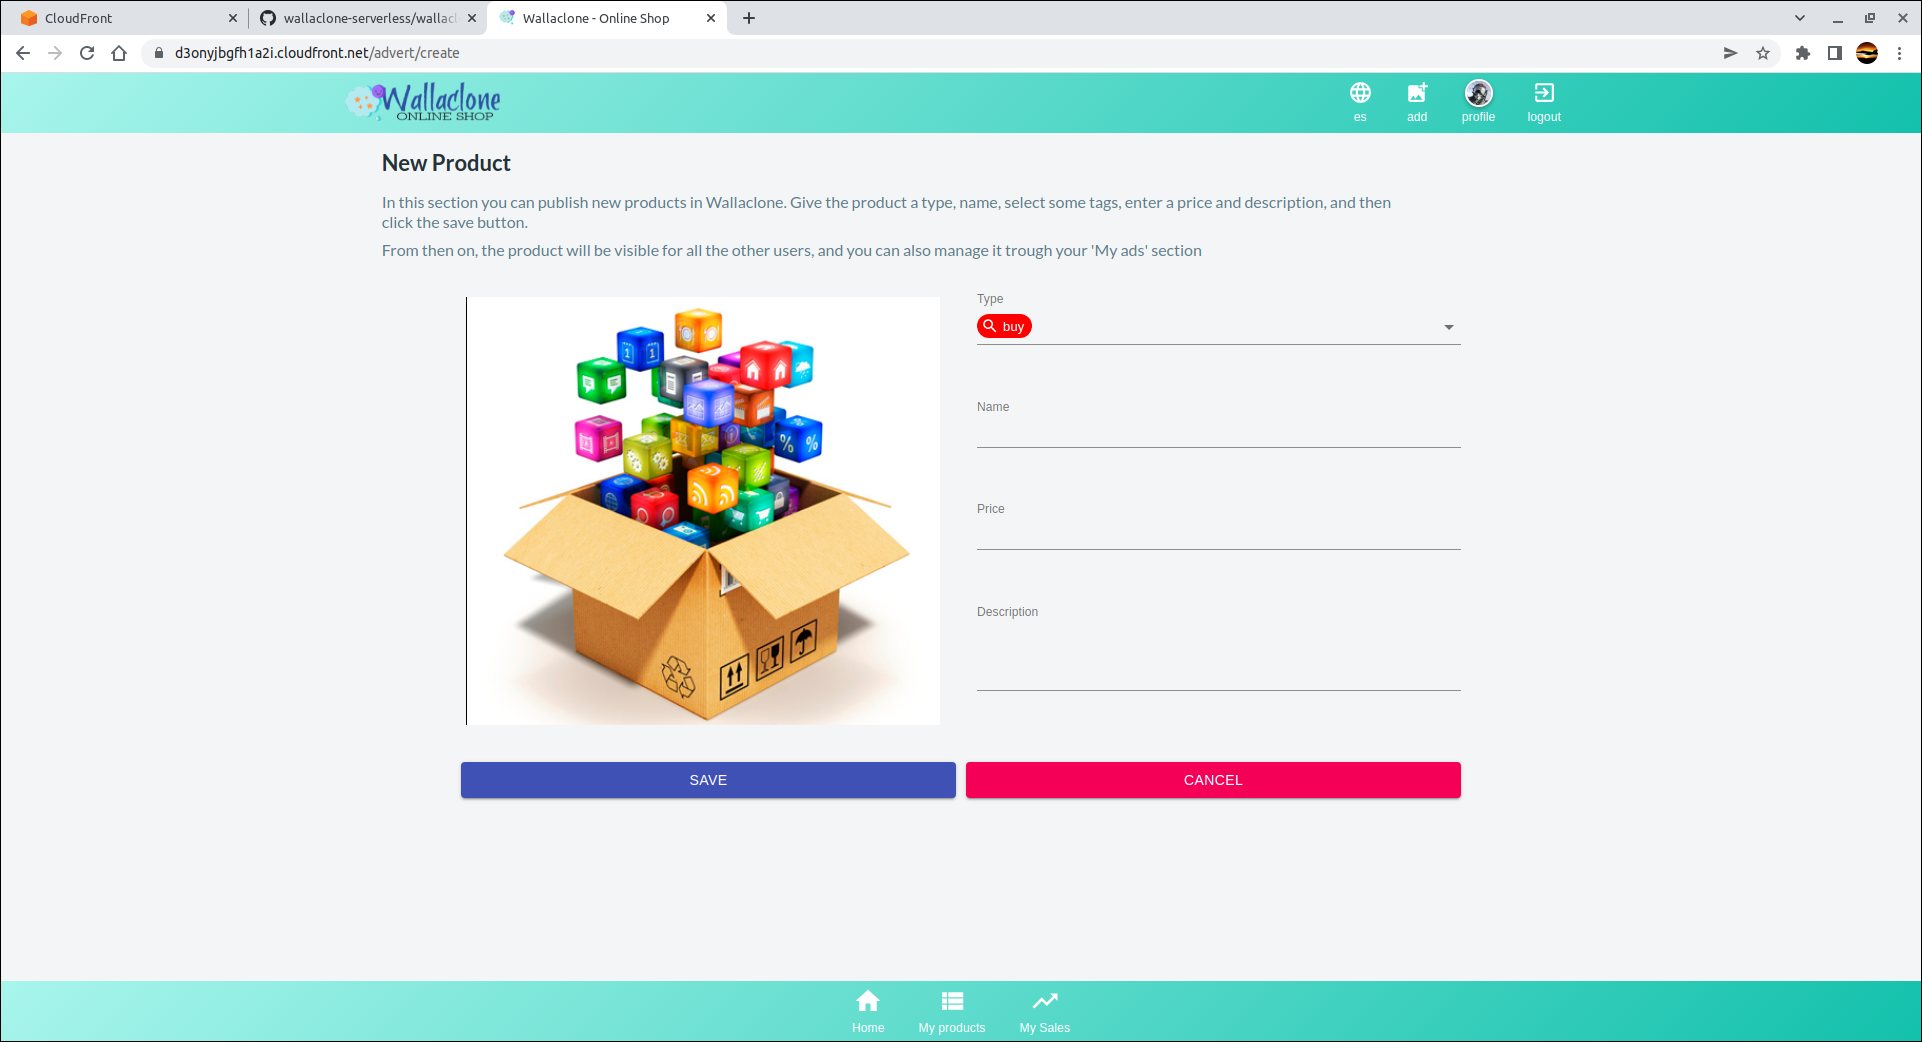 CloudFront
wallaclone-serverless/wallacl
Wallaclone - Online Shop
d3onyjbgfh1a2i.cloudfront.net/advert/create
Wallaclone
ONLINE SHOP
es
add
profile
logout
New Product
In this section you can publish new products in Wallaclone. Give the product a type, name, select some tags, enter a price and description, and then
click the save button.
From then on, the product will be visible for all the other users, and you can also manage it trough your 'My ads' section
Type
buy
Name
Price
Description
SAVE
CANCEL
Home
My products
My Sales